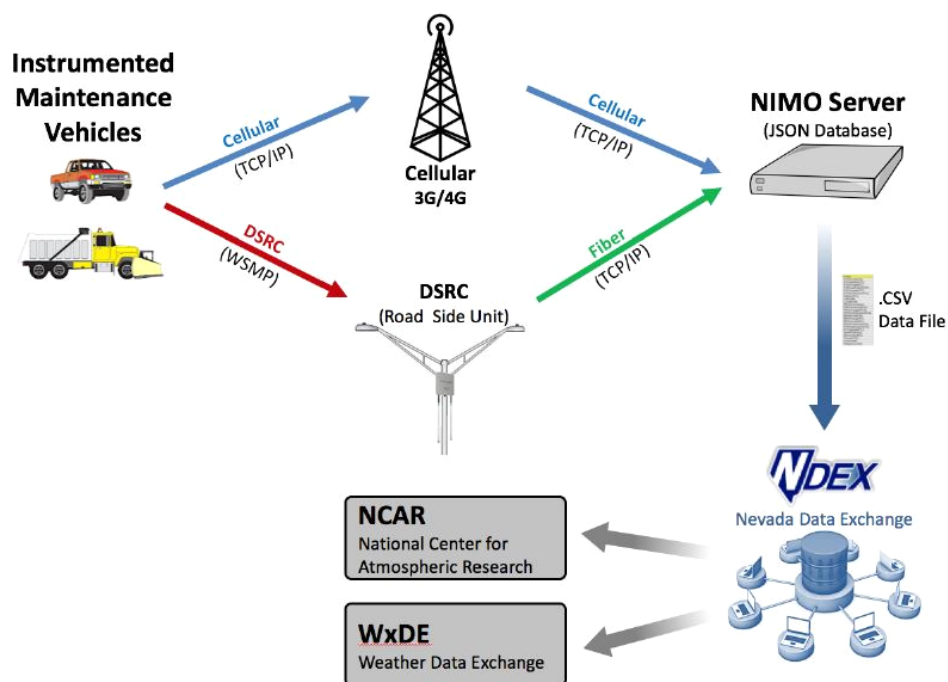 Instrumented
Maintenance
Vehicles
Cellular
(TCP/IP)
Cellular
3G/4G
Cellular
(TCP/IP)
NIMO Server
(JSON Database)
DSRC
(WSMP)
DSRC
(Road Side Unit)
Fiber
(TCP/IP)
.CSV
Data File
NDEX
Nevada Data Exchange
NCAR
National Center for
Atmospheric Research
WxDE
Weather Data Exchange